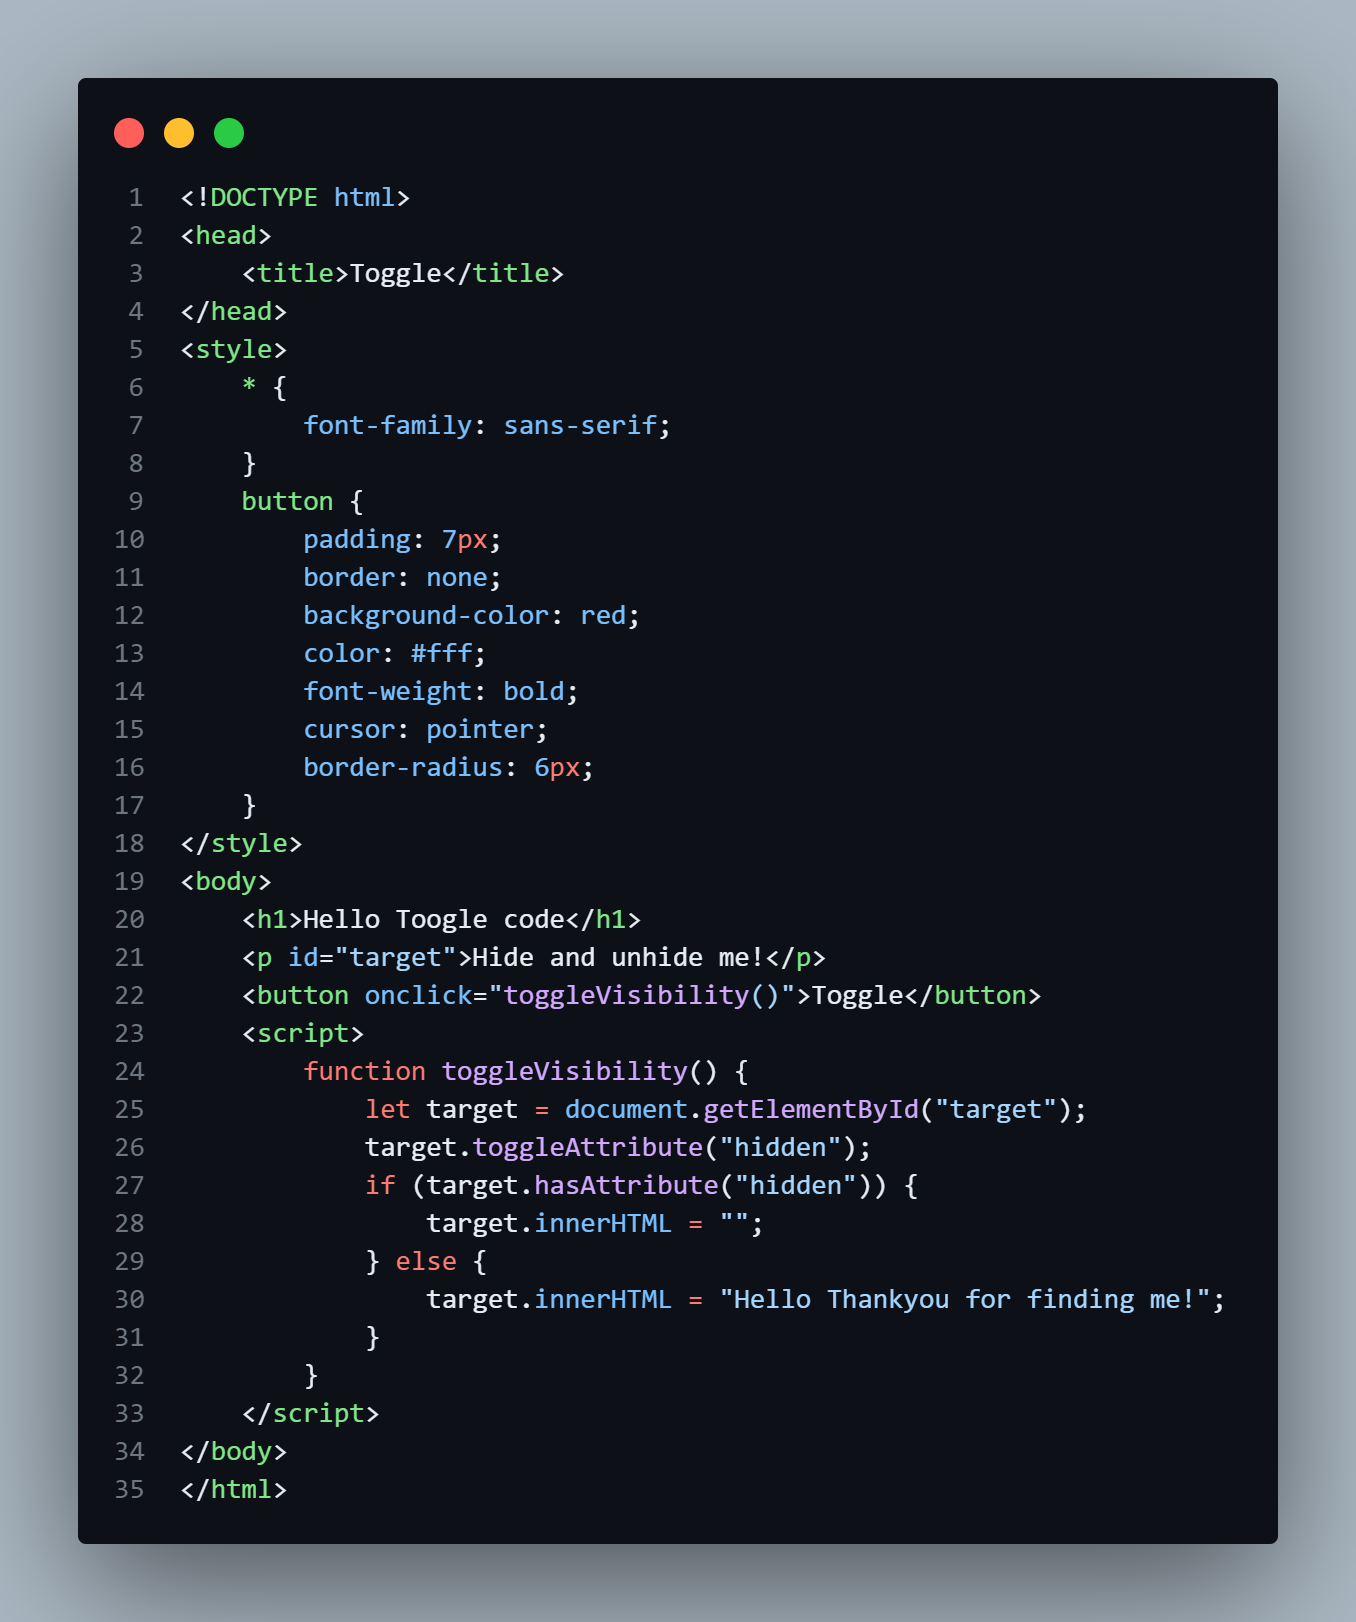 1 <!DOCTYPE html>
2 <head>
3     <title>Toggle</title>
4 </head>
5 <style>
6     * {
7         font-family: sans-serif;
8     }
9     button {
10         padding: 7px;
11         border: none;
12         background-color: red;
13         color: #fff;
14         font-weight: bold;
15         cursor: pointer;
16         border-radius: 6px;
17     }
18 </style>
19 <body>
20     <h1>Hello Toogle code</h1>
21     <p id="target">Hide and unhide me!</p>
22     <button onclick="toggleVisibility()">Toggle</button>
23     <script>
24         function toggleVisibility() {
25             let target = document.getElementById("target");
26             target.toggleAttribute("hidden");
27             if (target.hasAttribute("hidden")) {
28                 target.innerHTML = "";
29             } else {
30                 target.innerHTML = "Hello Thankyou for finding me!";
31             }
32         }
33     </script>
34 </body>
35 </html>